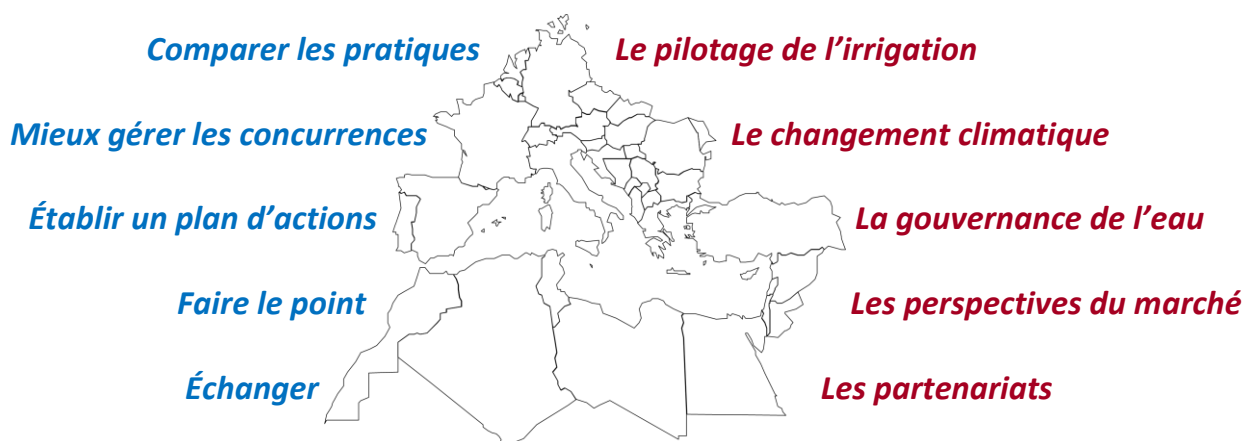 Comparer les pratiques
Le pilotage de l’irrigation
Mieux gérer les concurrences
Le changement climatique
Établir un plan d’actions
La gouvernance de l’eau
Faire le point
Les perspectives du marché
Échanger
Les partenariats